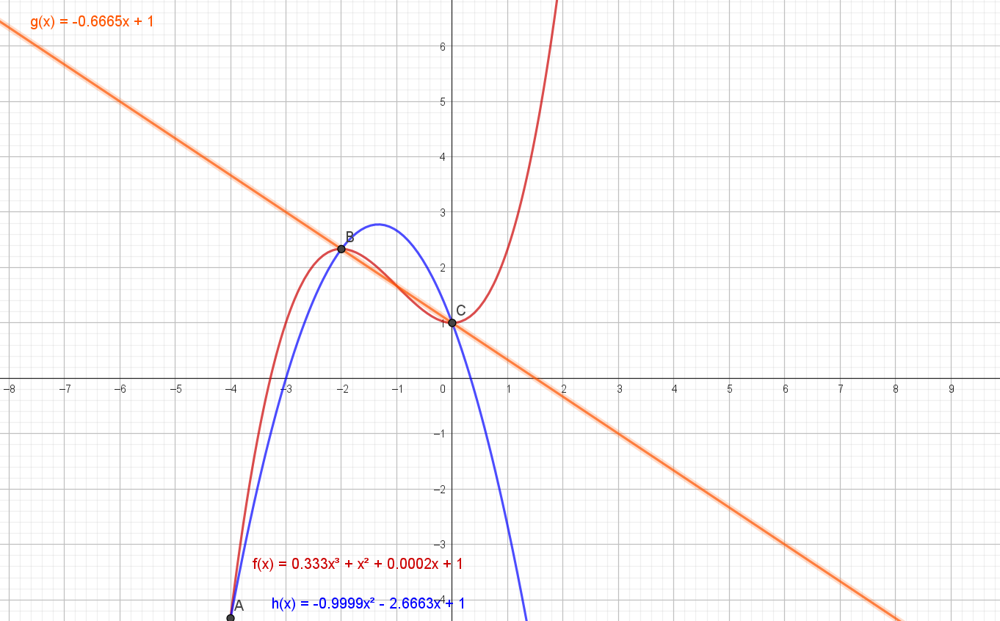 g(x) = -0.6665x + 1
6
5
4
3
B
2
C
1
−8 −7 −6 −5 −4 −3 −2 −1 0 1 2 3 4 5 6 7 8 9
−1
−2
−3
f(x) = 0.333x³ + x² + 0.0002x + 1
−4
A
h(x) = -0.9999x² - 2.6663x + 1